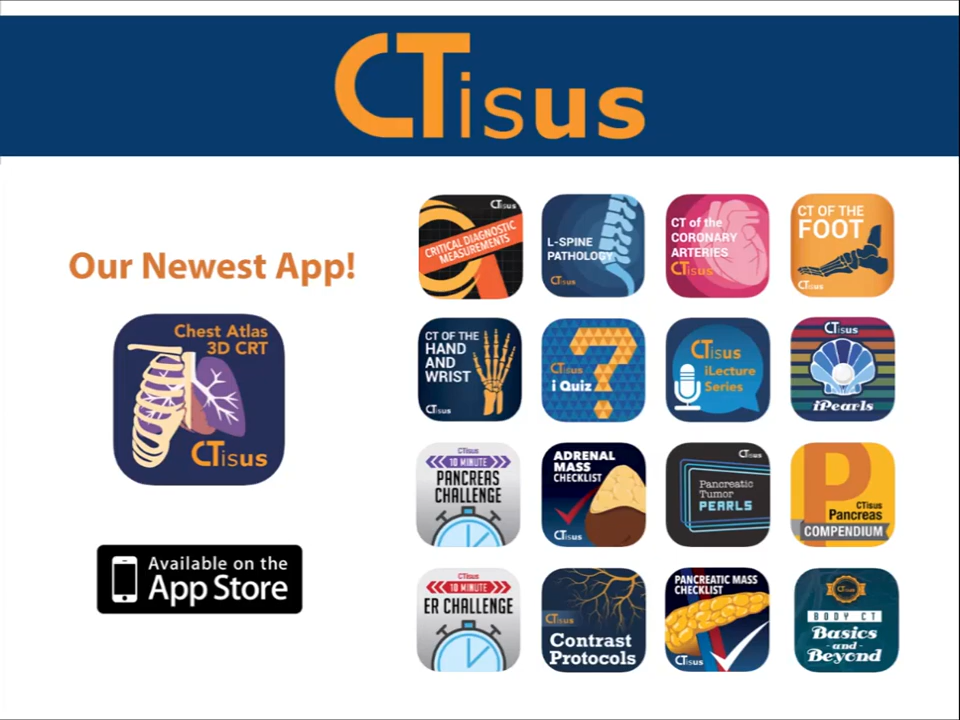 CTisus
Our Newest App!
Chest Atlas
3D CRT
CTisus
Available on the
App Store
CTisus
CRITICAL DIAGNOSTIC
MEASUREMENTS
L-SPINE
PATHOLOGY
CTisus
CT of the
CORONARY
ARTERIES
CTisus
CT OF THE
FOOT
CTisus
CT OF THE
HAND
AND
WRIST
CTisus
CTisus
i Quiz
?
CTisus
iLecture
Series
CTisus
iPearls
CTisus
10 MINUTE
PANCREAS
CHALLENGE
ADRENAL
MASS
CHECKLIST
CTisus
CTisus
Pancreatic
Tumor
PEARLS
P
CTisus
Pancreas
COMPENDIUM
CTisus
10 MINUTE
ER CHALLENGE
CTisus
Contrast
Protocols
PANCREATIC MASS
CHECKLIST
CTisus
CTisus
BODY CT
Basics
-and-
Beyond